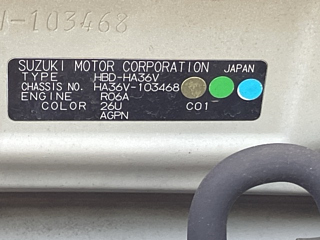 -103468
SUZUKI MOTOR CORPORATION JAPAN
TYPE HBD-HA36V
CHASSIS NO. HA36V-103468
ENGINE R06A
COLOR 26U C01
AGPN